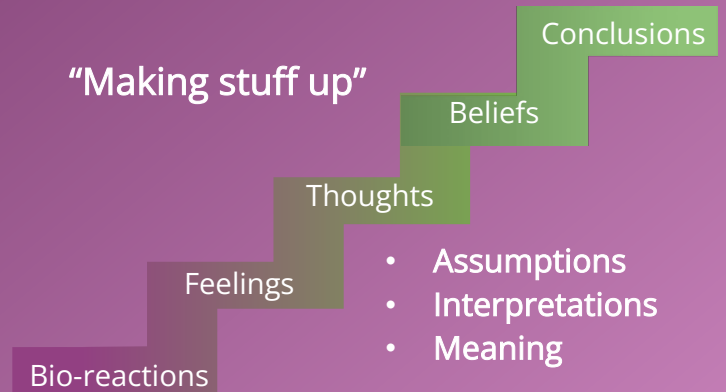 Conclusions
“Making stuff up”
Beliefs
Thoughts
Feelings
• Assumptions
• Interpretations
• Meaning
Bio-reactions